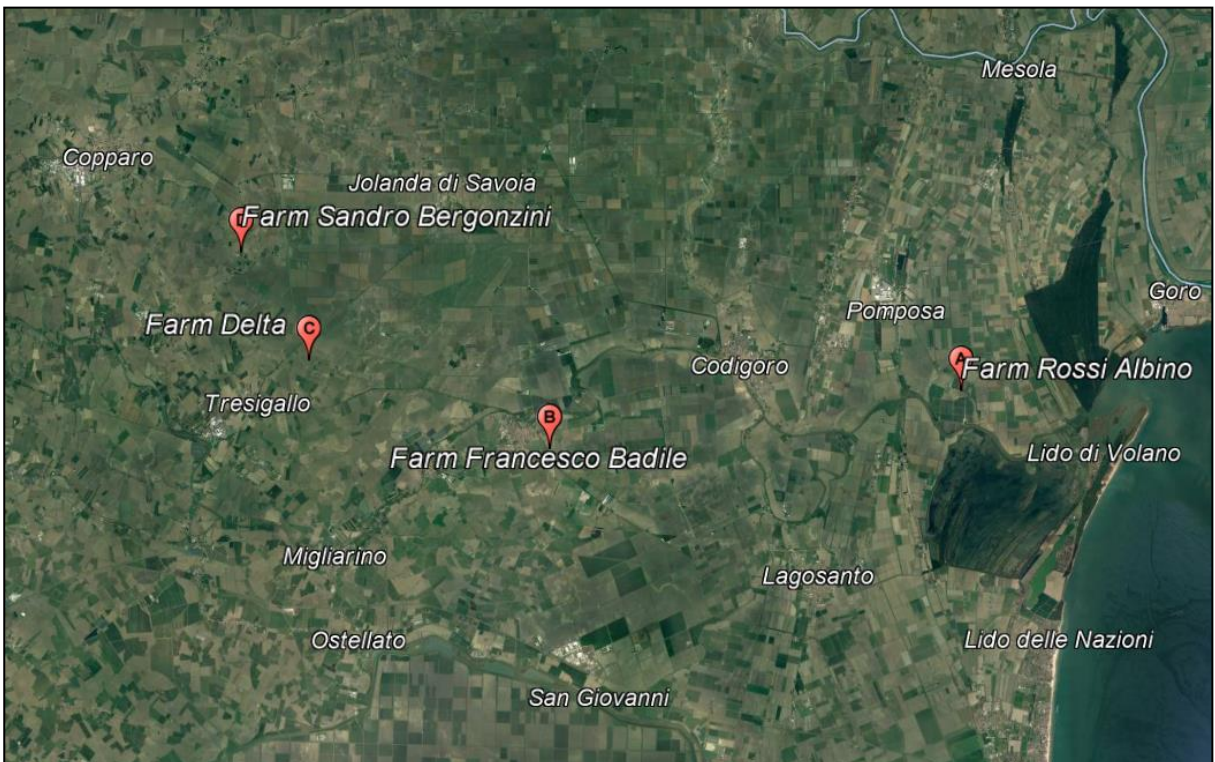 Mesola
Copparo
Jolanda di Savoia
D
Farm Sandro Bergonzini
Goro
Pomposa
Farm Delta
C
Codigoro
A
Farm Rossi Albino
Tresigallo
B
Farm Francesco Badile
Lido di Volano
Migliarino
Lagosanto
Ostellato
Lido delle Nazioni
San Giovanni